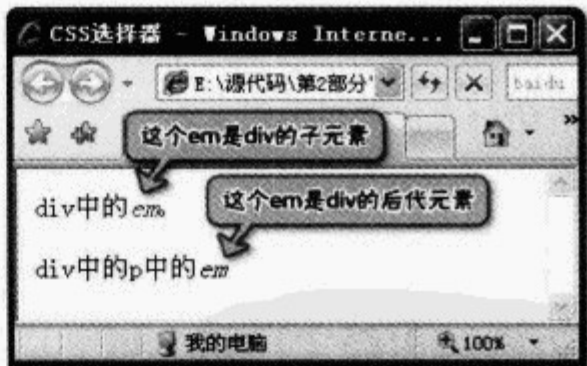 CSS选择器 - Windows Interne...
E:\源代码\第2部分
baidu
这个em是div的子元素
div中的em。
这个em是div的后代元素
div中的p中的em
我的电脑
100%